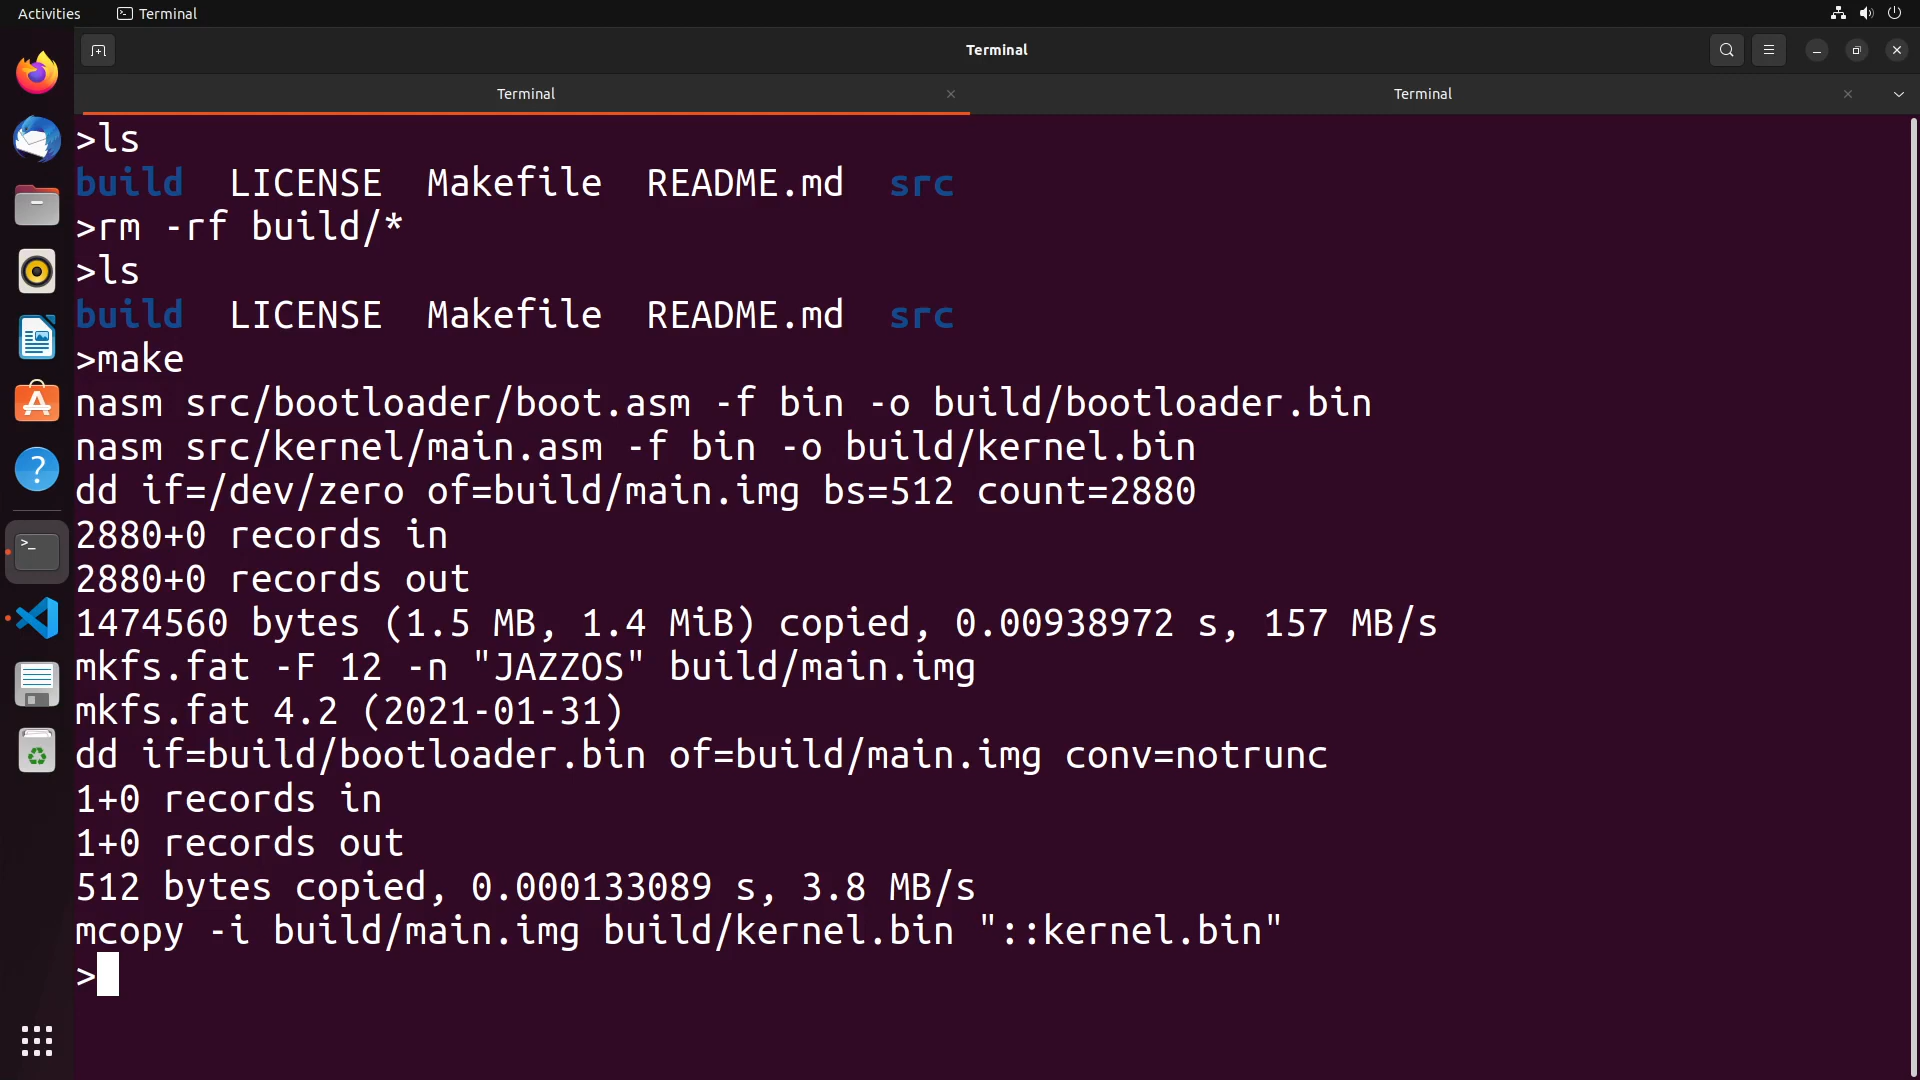 Activities Terminal
Terminal
Terminal Terminal
>ls
build LICENSE Makefile README.md src
>rm -rf build/*
>ls
build LICENSE Makefile README.md src
>make
nasm src/bootloader/boot.asm -f bin -o build/bootloader.bin
nasm src/kernel/main.asm -f bin -o build/kernel.bin
dd if=/dev/zero of=build/main.img bs=512 count=2880
2880+0 records in
2880+0 records out
1474560 bytes (1.5 MB, 1.4 MiB) copied, 0.00938972 s, 157 MB/s
mkfs.fat -F 12 -n "JAZZOS" build/main.img
mkfs.fat 4.2 (2021-01-31)
dd if=build/bootloader.bin of=build/main.img conv=notrunc
1+0 records in
1+0 records out
512 bytes copied, 0.000133089 s, 3.8 MB/s
mcopy -i build/main.img build/kernel.bin "::kernel.bin"
>